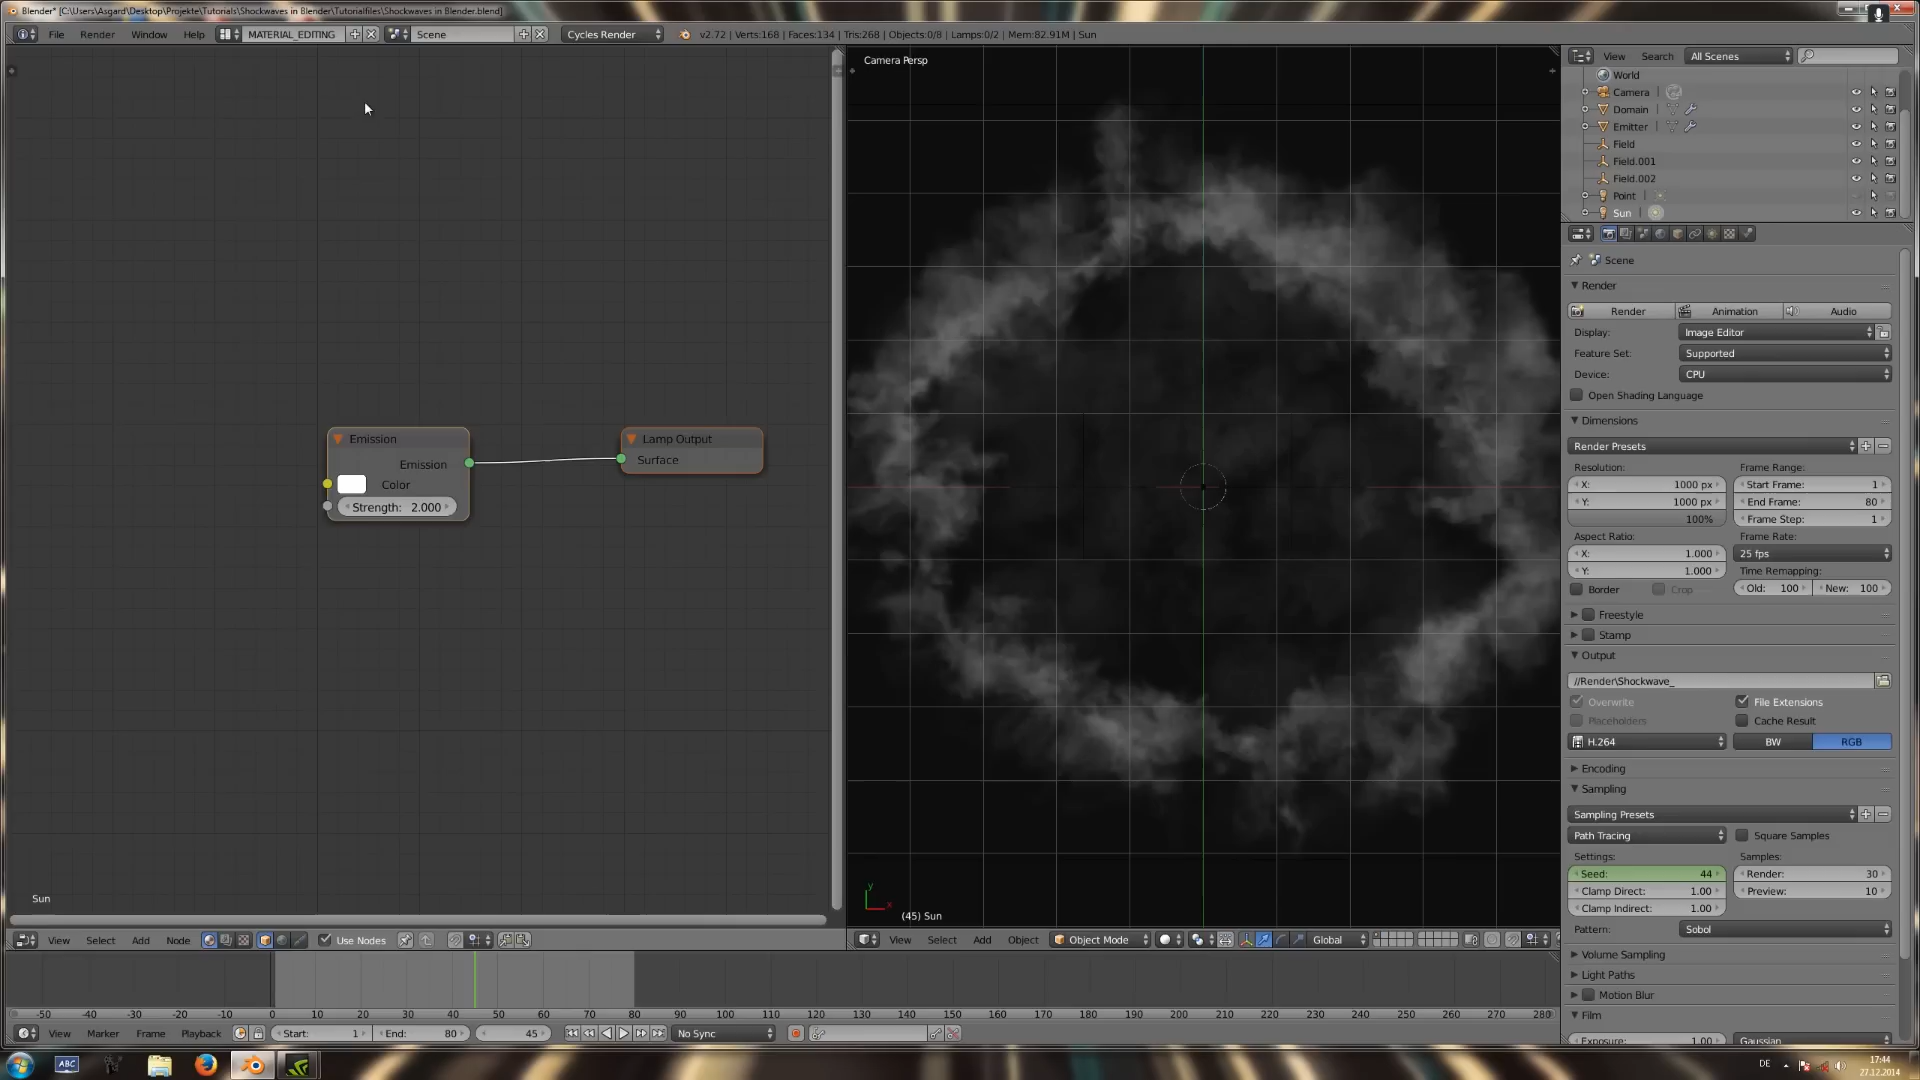 Blender* [C:\Users\Asgard\Desktop\Projekte\Tutorials\Shockwaves in Blender\Tutorialfiles\Shockwaves in Blender.blend]
File Render Window Help MATERIAL_EDITING Scene Cycles Render v2.72 | Verts:168 | Faces:134 | Tris:268 | Objects:0/8 | Lamps:0/2 | Mem:82.91M | Sun
Camera Persp
View Search All Scenes
World
Camera
Domain
Emitter
Field
Field.001
Field.002
Point
Sun
Scene
Render
Render Animation Audio
Display: Image Editor
Feature Set: Supported
Device: CPU
Open Shading Language
Dimensions
Render Presets
Resolution: Frame Range:
X: 1000 px Start Frame: 1
Y: 1000 px End Frame: 80
100% Frame Step: 1
Aspect Ratio: Frame Rate:
X: 1.000 25 fps
Y: 1.000 Time Remapping:
Border Crop Old: 100 New: 100
Freestyle
Stamp
Output
//Render\Shockwave_
Overwrite File Extensions
Placeholders Cache Result
H.264 BW RGB
Encoding
Sampling
Sampling Presets
Path Tracing Square Samples
Settings: Samples:
Seed: 44 Render: 30
Clamp Direct: 1.00 Preview: 10
Clamp Indirect: 1.00
Pattern: Sobol
Volume Sampling
Light Paths
Motion Blur
Film
Exposure: 1.00 Gaussian
Emission
Emission
Color
Strength: 2.000
Lamp Output
Surface
Sun
y
x
(45) Sun
View Select Add Node Use Nodes
View Select Add Object Object Mode Global
-50 -40 -30 -20 -10 0 10 20 30 40 50 60 70 80 90 100 110 120 130 140 150 160 170 180 190 200 210 220 230 240 250 260 270 280
View Marker Frame Playback Start: 1 End: 80 45 No Sync
ABC
DE
17:44
27.12.2014